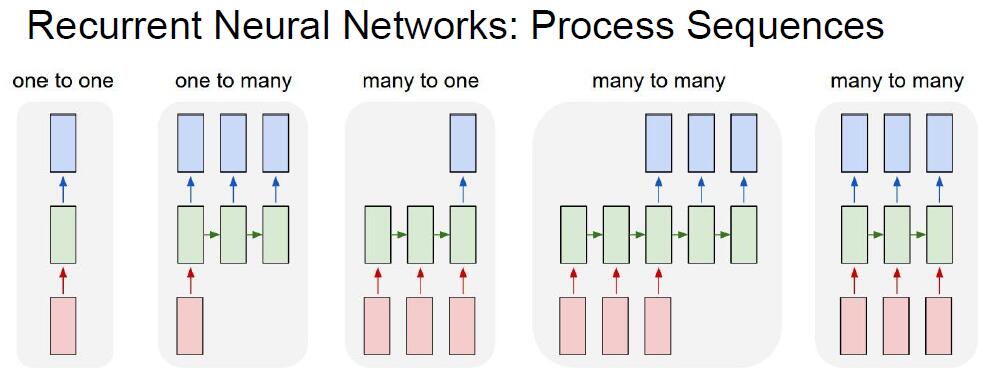 Recurrent Neural Networks: Process Sequences
one to one
one to many
many to one
many to many
many to many